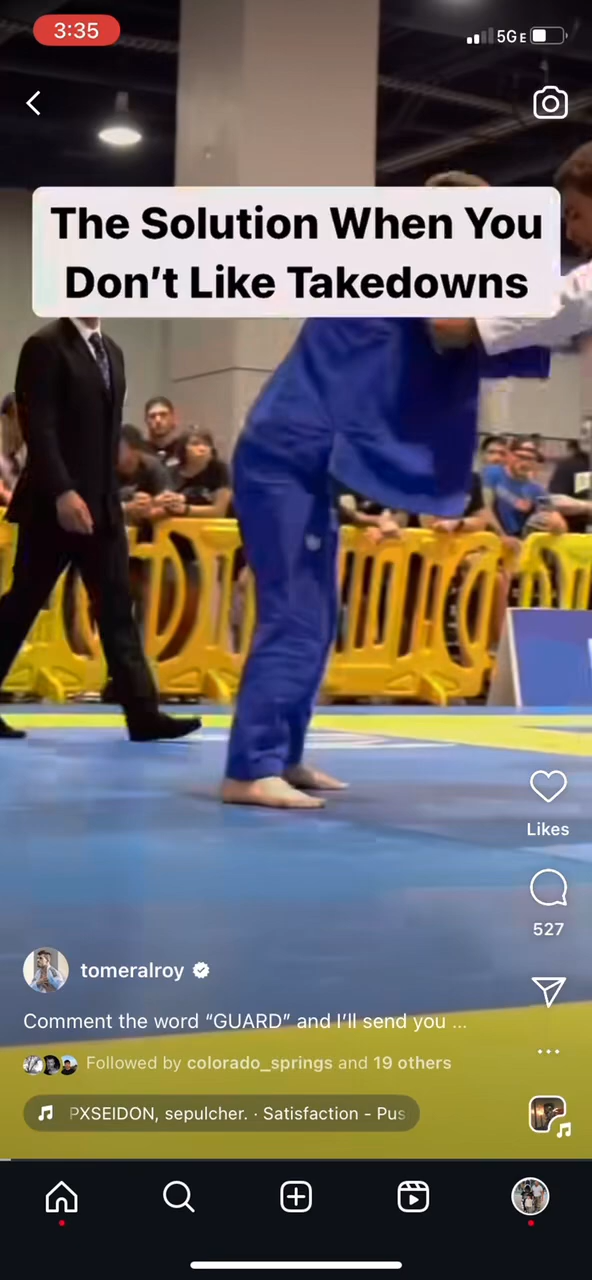 3:35
5GE
The Solution When You
Don't Like Takedowns
Likes
527
tomeralroy
Comment the word “GUARD” and I'll send you ...
Followed by colorado_springs and 19 others
PXSEIDON, sepulcher. · Satisfaction - Pus